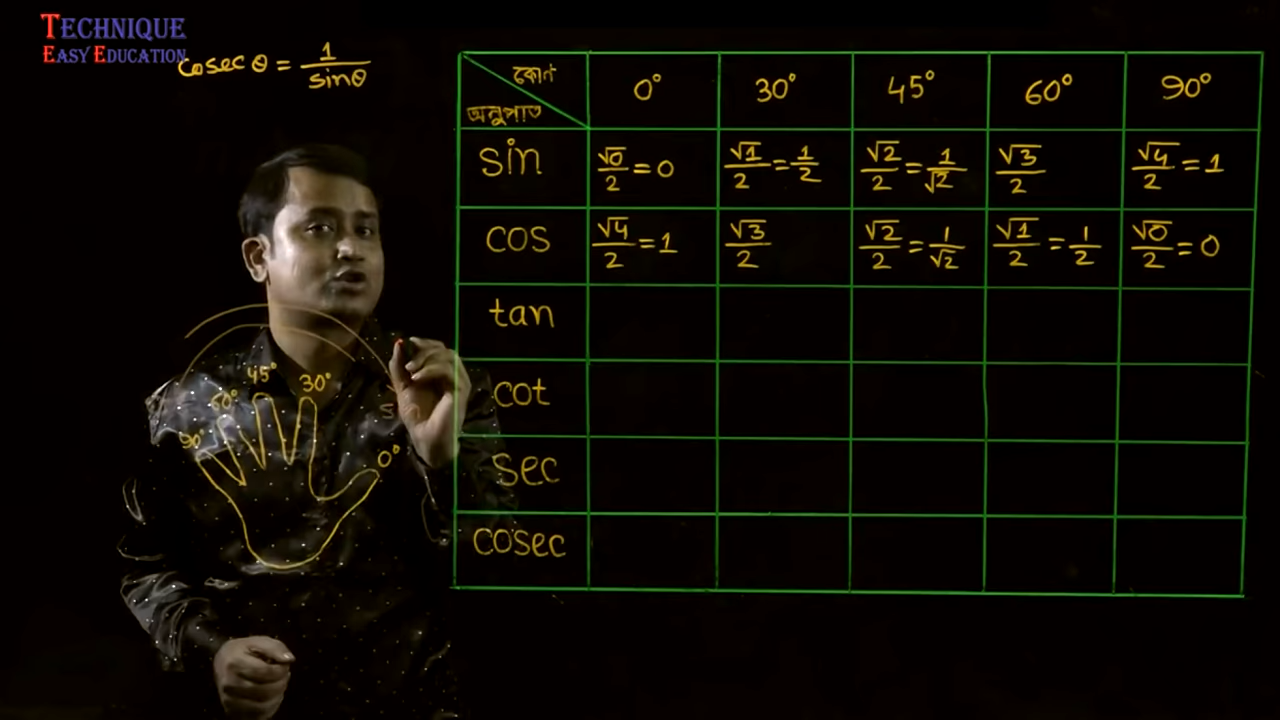 TECHNIQUE
EASY EDUCATION
cosec θ = 1/sinθ
কোণ
অনুপাত
0° 30° 45° 60° 90°
sin √0/2 = 0 √1/2 = 1/2 √2/2 = 1/√2 √3/2 √4/2 = 1
cos √4/2 = 1 √3/2 √2/2 = 1/√2 √1/2 = 1/2 √0/2 = 0
tan
cot
sec
cosec
90° 60° 45° 30° 0°